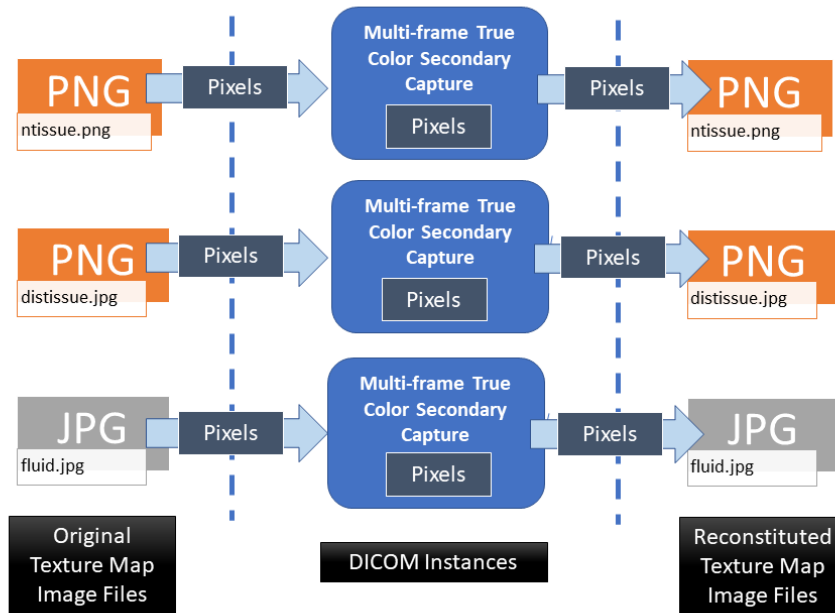 Multi-frame True
Color Secondary
Capture
PNG
Pixels
Pixels
PNG
ntissue.png
Pixels
ntissue.png
Multi-frame True
Color Secondary
Capture
PNG
Pixels
Pixels
PNG
distissue.jpg
Pixels
distissue.jpg
Multi-frame True
Color Secondary
Capture
JPG
Pixels
Pixels
JPG
fluid.jpg
Pixels
fluid.jpg
Original
Texture Map
Image Files
DICOM Instances
Reconstituted
Texture Map
Image Files